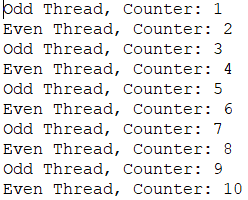 Odd Thread, Counter: 1
Even Thread, Counter: 2
Odd Thread, Counter: 3
Even Thread, Counter: 4
Odd Thread, Counter: 5
Even Thread, Counter: 6
Odd Thread, Counter: 7
Even Thread, Counter: 8
Odd Thread, Counter: 9
Even Thread, Counter: 10